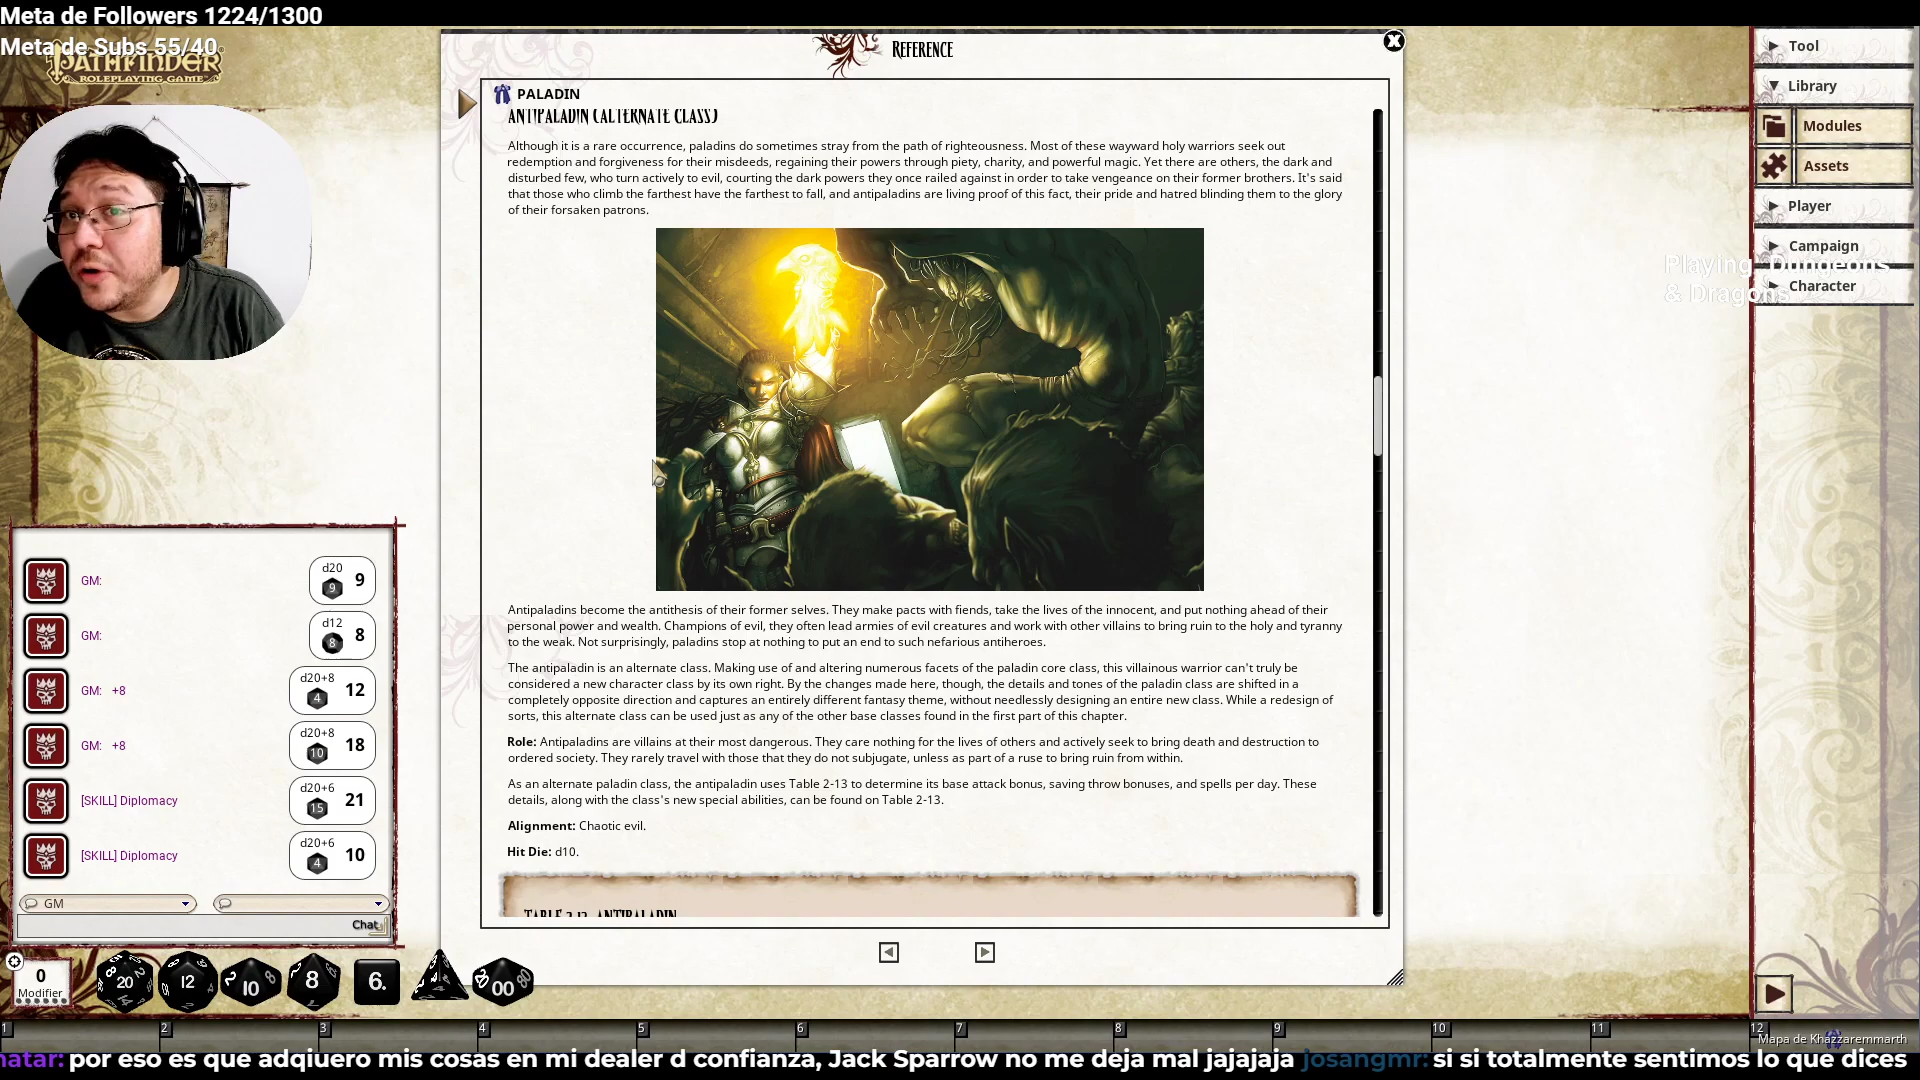 Meta de Followers 1224/1300
Meta de Subs 55/40
PATHFINDER
ROLEPLAYING GAME
REFERENCE
PALADIN
ANTIPALADIN (ALTERNATE CLASS)
Although it is a rare occurrence, paladins do sometimes stray from the path of righteousness. Most of these wayward holy warriors seek out
redemption and forgiveness for their misdeeds, regaining their powers through piety, charity, and powerful magic. Yet there are others, the dark and
disturbed few, who turn actively to evil, courting the dark powers they once railed against in order to take vengeance on their former brothers. It's said
that those who climb the farthest have the farthest to fall, and antipaladins are living proof of this fact, their pride and hatred blinding them to the glory
of their forsaken patrons.
Antipaladins become the antithesis of their former selves. They make pacts with fiends, take the lives of the innocent, and put nothing ahead of their
personal power and wealth. Champions of evil, they often lead armies of evil creatures and work with other villains to bring ruin to the holy and tyranny
to the weak. Not surprisingly, paladins stop at nothing to put an end to such nefarious antiheroes.
The antipaladin is an alternate class. Making use of and altering numerous facets of the paladin core class, this villainous warrior can't truly be
considered a new character class by its own right. By the changes made here, though, the details and tones of the paladin class are shifted in a
completely opposite direction and captures an entirely different fantasy theme, without needlessly designing an entire new class. While a redesign of
sorts, this alternate class can be used just as any of the other base classes found in the first part of this chapter.
Role: Antipaladins are villains at their most dangerous. They care nothing for the lives of others and actively seek to bring death and destruction to
ordered society. They rarely travel with those that they do not subjugate, unless as part of a ruse to bring ruin from within.
As an alternate paladin class, the antipaladin uses Table 2-13 to determine its base attack bonus, saving throw bonuses, and spells per day. These
details, along with the class's new special abilities, can be found on Table 2-13.
Alignment: Chaotic evil.
Hit Die: d10.
TABLE 2-13. ANTIPALADIN
Tool
Library
Modules
Assets
Player
Campaign
Character
Playing Dungeons
& Dragons
GM: d20 9 9
GM: d12 8 8
GM: +8 d20+8 4 12
GM: +8 d20+8 10 18
[SKILL] Diplomacy d20+6 15 21
[SKILL] Diplomacy d20+6 4 10
GM
Chat
0
Modifier
20 12 10 8 6. 4 00
1 2 3 4 5 6 7 8 9 10 11 12
Mapa de Khazzaremmarth
natar: por eso es que adqiuero mis cosas en mi dealer d confianza, Jack Sparrow no me deja mal jajajaja josangmr: si si totalmente sentimos lo que dices